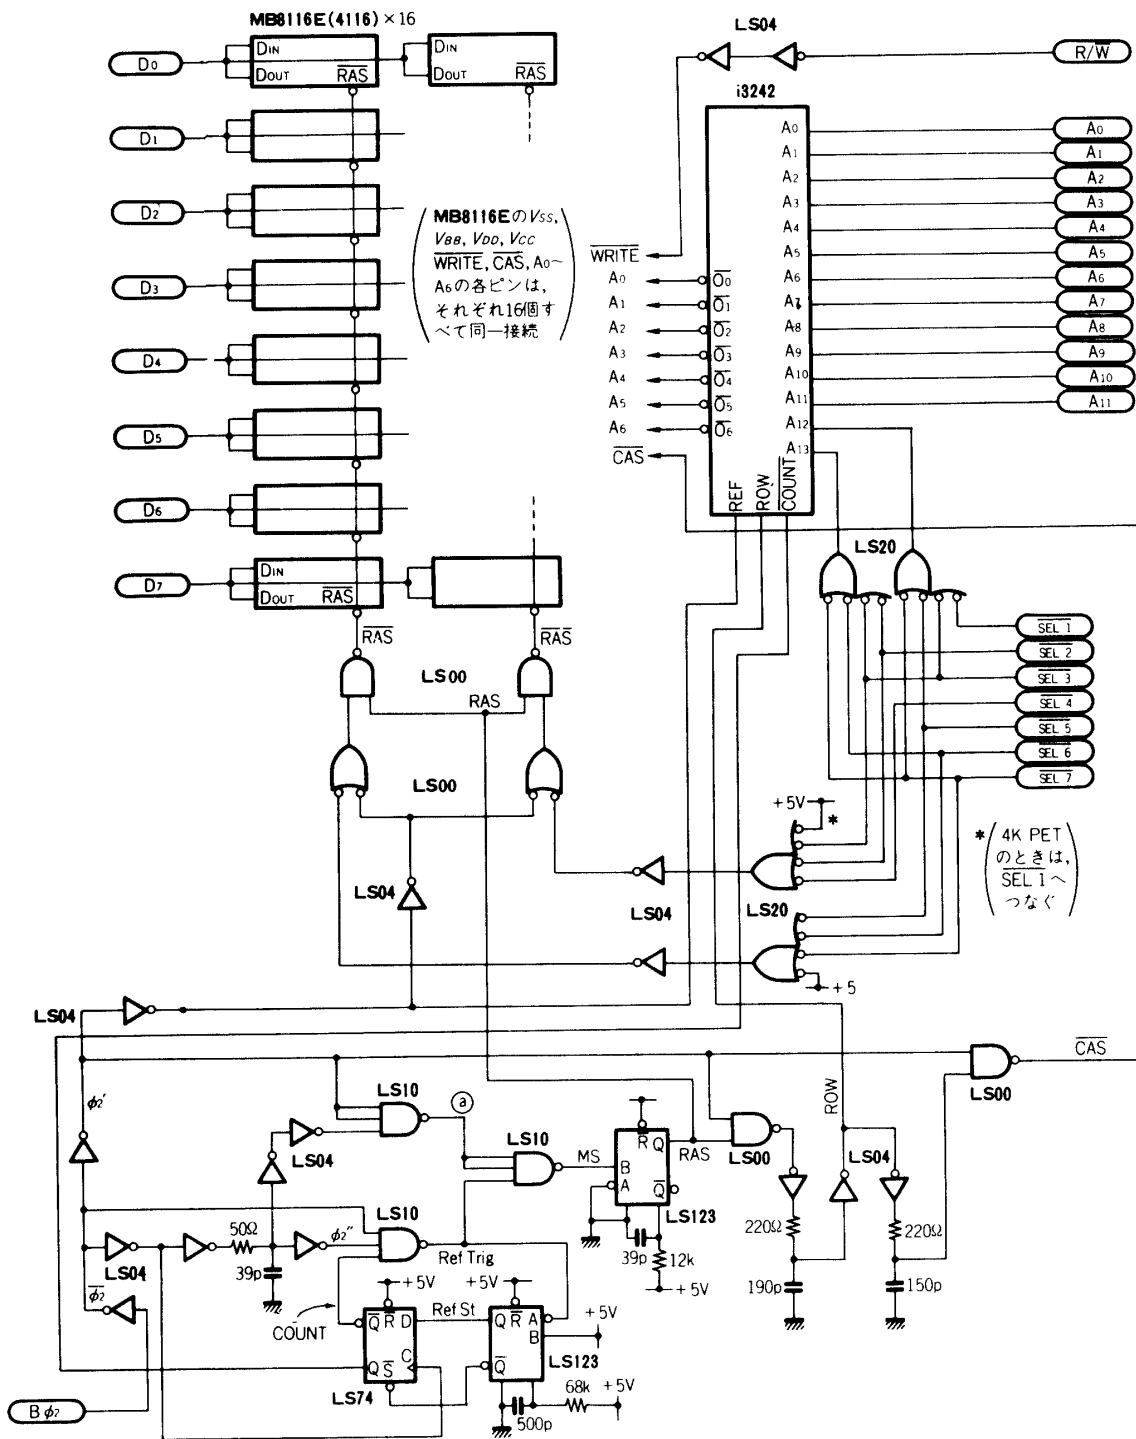 MB8116E(4116)×16
DIN
DOUT
RAS
DIN
DOUT
RAS
D0
D1
D2
D3
D4
D5
D6
D7
DIN
DOUT
RAS
RAS
RAS
MB8116EのVSS,
VBB, VDD, VCC
WRITE, CAS, A0~
A6の各ピンは,
それぞれ16個す
べて同一接続
LS04
R/W
i3242
A0
A1
A2
A3
A4
A5
A6
A7
A8
A9
A10
A11
A12
A13
A0
A1
A2
A3
A4
A5
A6
A7
A8
A9
A10
A11
WRITE
A0
A1
A2
A3
A4
A5
A6
CAS
O0
O1
O2
O3
O4
O5
O6
REF
ROW
COUNT
LS20
SEL 1
SEL 2
SEL 3
SEL 4
SEL 5
SEL 6
SEL 7
LS00
RAS
LS00
+5V
*
*
4K PET
のときは,
SEL 1へ
つなぐ
LS04
LS20
LS04
+5
LS04
CAS
LS00
φ2'
LS10
a
LS04
LS10
MS
R
Q
B
A
Q
RAS
LS123
LS00
ROW
LS04
39p
12k
+5V
220Ω
190p
220Ω
150p
LS10
50Ω
φ2"
LS04
39p
Ref Trig
φ2
+5V
+5V
COUNT
Q
R
D
Ref St
Q
R
A
B
+5V
Q
S
C
Q
LS123
LS74
68k
+5V
500p
Bφ2